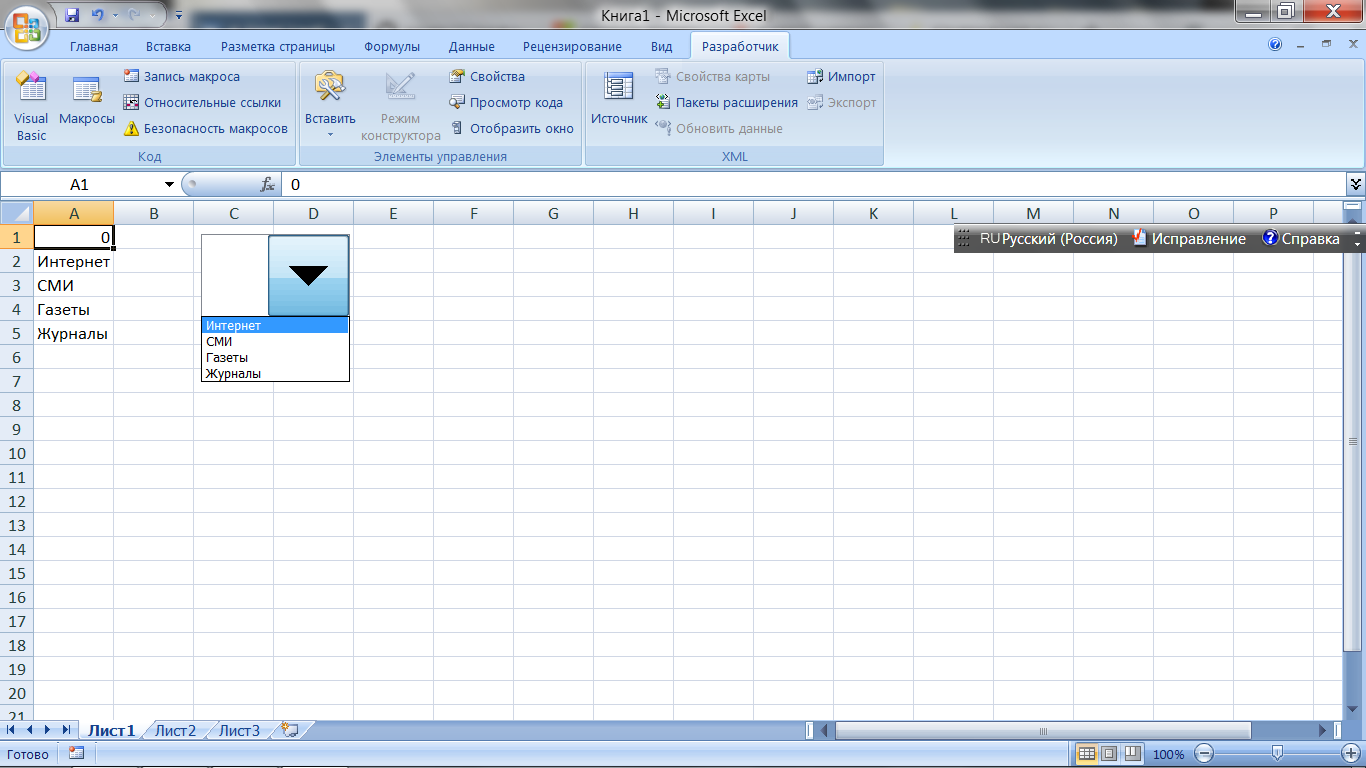 Книга1 - Microsoft Excel
Главная Вставка Разметка страницы Формулы Данные Рецензирование Вид Разработчик
Visual Basic
Макросы
Запись макроса
Относительные ссылки
Безопасность макросов
Код
Вставить
Режим конструктора
Свойства
Просмотр кода
Отобразить окно
Элементы управления
Источник
Свойства карты
Пакеты расширения
Обновить данные
Импорт
Экспорт
XML
A1 fx 0
A B C D E F G H I J K L M N O P
RU Русский (Россия) Исправление Справка
1 0
2 Интернет
3 СМИ
4 Газеты
5 Журналы
6
7
8
9
10
11
12
13
14
15
16
17
18
19
20
21
Интернет
СМИ
Газеты
Журналы
Лист1 Лист2 Лист3
Готово 100%